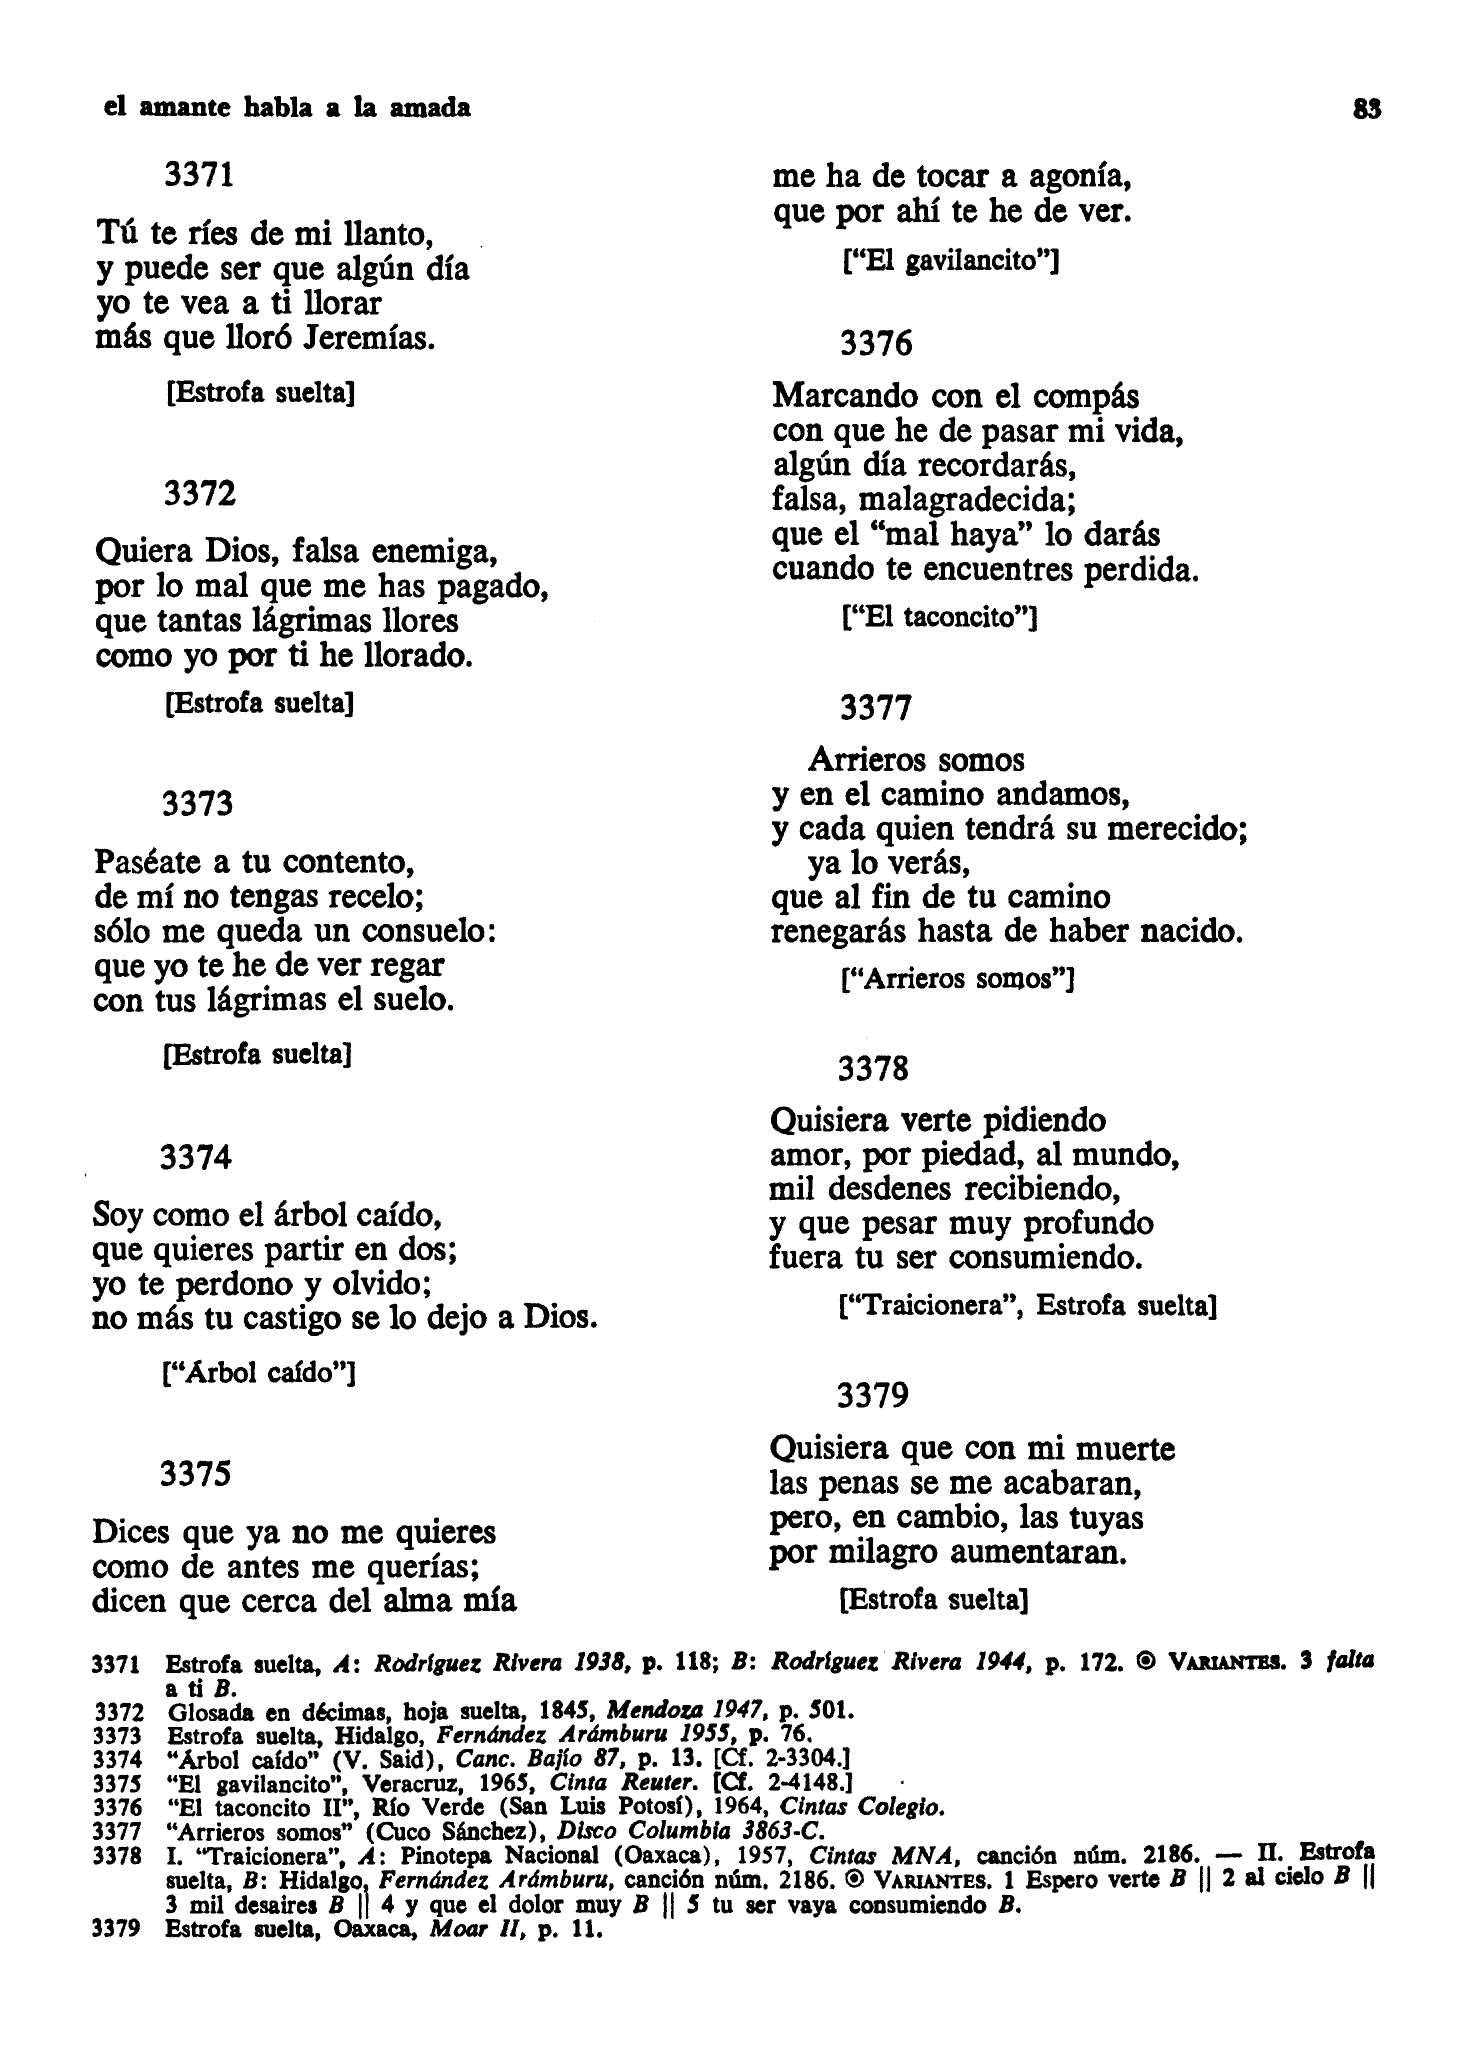 el amante habla a la amada 83
3371
Tú te ríes de mi llanto,
y puede ser que algún día
yo te vea a ti llorar
más que lloró Jeremías.
[Estrofa suelta]
3372
Quiera Dios, falsa enemiga,
por lo mal que me has pagado,
que tantas lágrimas llores
como yo por ti he llorado.
[Estrofa suelta]
3373
Paséate a tu contento,
de mí no tengas recelo;
sólo me queda un consuelo:
que yo te he de ver regar
con tus lágrimas el suelo.
[Estrofa suelta]
3374
Soy como el árbol caído,
que quieres partir en dos;
yo te perdono y olvido;
no más tu castigo se lo dejo a Dios.
["Árbol caído"]
3375
Dices que ya no me quieres
como de antes me querías;
dicen que cerca del alma mía
me ha de tocar a agonía,
que por ahí te he de ver.
["El gavilancito"]
3376
Marcando con el compás
con que he de pasar mi vida,
algún día recordarás,
falsa, malagradecida;
que el "mal haya" lo darás
cuando te encuentres perdida.
["El taconcito"]
3377
Arrieros somos
y en el camino andamos,
y cada quien tendrá su merecido;
ya lo verás,
que al fin de tu camino
renegarás hasta de haber nacido.
["Arrieros somos"]
3378
Quisiera verte pidiendo
amor, por piedad, al mundo,
mil desdenes recibiendo,
y que pesar muy profundo
fuera tu ser consumiendo.
["Traicionera", Estrofa suelta]
3379
Quisiera que con mi muerte
las penas se me acabaran,
pero, en cambio, las tuyas
por milagro aumentaran.
[Estrofa suelta]
3371 Estrofa suelta, A: Rodríguez Rivera 1938, p. 118; B: Rodríguez Rivera 1944, p. 172. ⊙ VARIANTES. 3 falta
a ti B.
3372 Glosada en décimas, hoja suelta, 1845, Mendoza 1947, p. 501.
3373 Estrofa suelta, Hidalgo, Fernández Arámburu 1955, p. 76.
3374 "Árbol caído" (V. Said), Canc. Bajío 87, p. 13. [Cf. 2-3304.]
3375 "El gavilancito", Veracruz, 1965, Cinta Reuter. [Cf. 2-4148.]
3376 "El taconcito II", Río Verde (San Luis Potosí), 1964, Cintas Colegio.
3377 "Arrieros somos" (Cuco Sánchez), Disco Columbia 3863-C.
3378 I. "Traicionera", A: Pinotepa Nacional (Oaxaca), 1957, Cintas MNA, canción núm. 2186. — II. Estrofa
suelta, B: Hidalgo, Fernández Arámburu, canción núm. 2186. ⊙ VARIANTES. 1 Espero verte B || 2 al cielo B ||
3 mil desaires B || 4 y que el dolor muy B || 5 tu ser vaya consumiendo B.
3379 Estrofa suelta, Oaxaca, Moar II, p. 11.